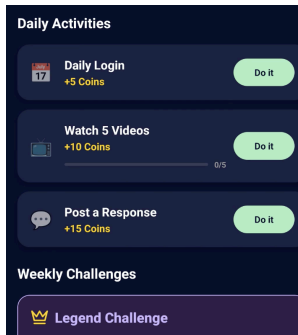 Daily Activities
17
Daily Login
+5 Coins
Do it
Watch 5 Videos
+10 Coins
0/5
Do it
Post a Response
+15 Coins
Do it
Weekly Challenges
Legend Challenge